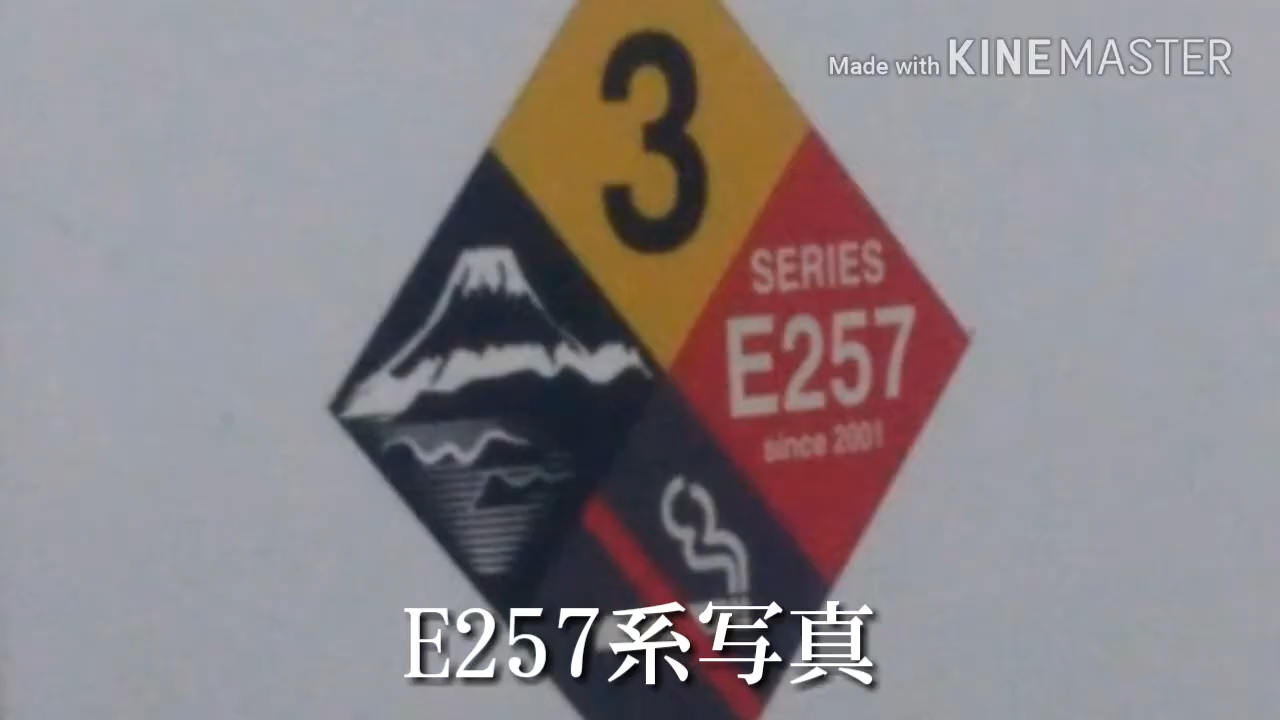 Made with KINEMASTER
3
SERIES
E257
since 2001
E257系写真